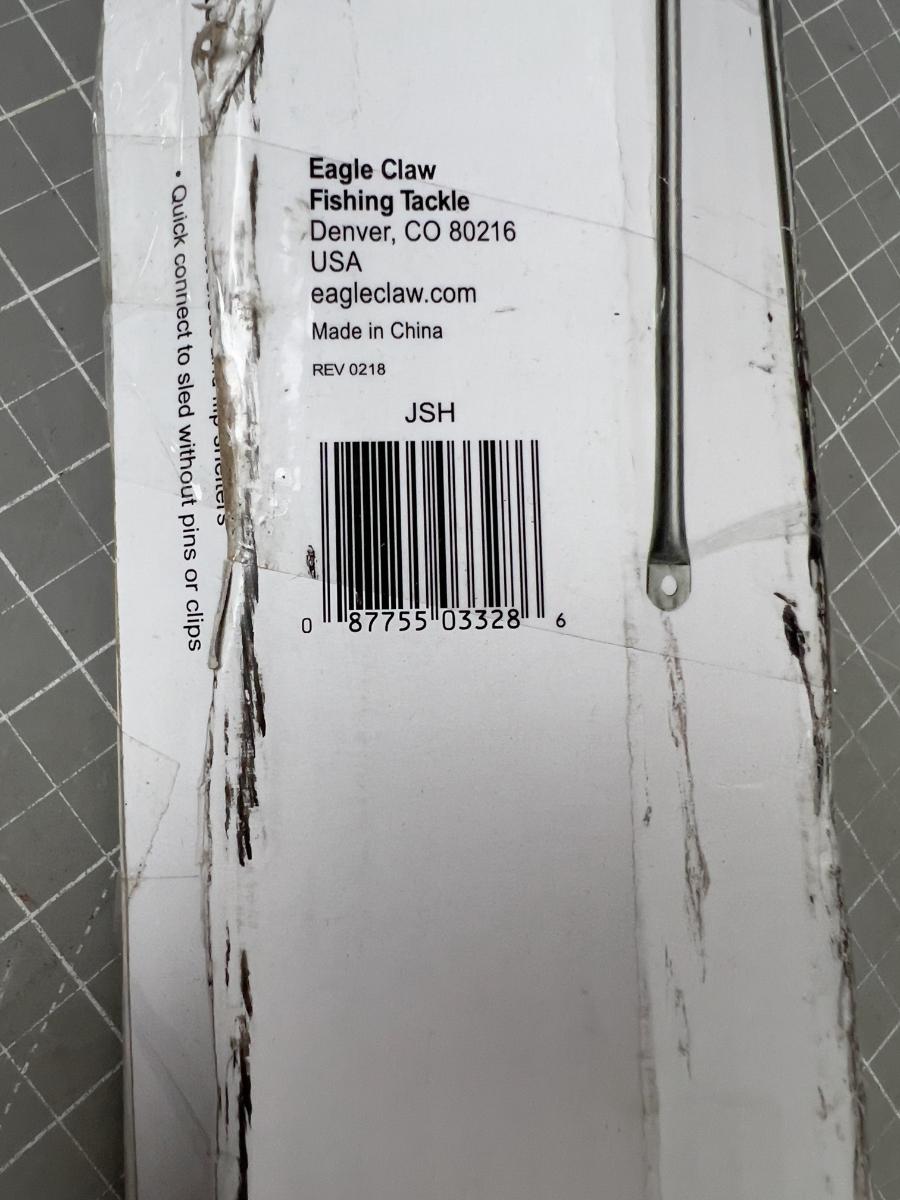 Eagle Claw
Fishing Tackle
Denver, CO 80216
USA
eagleclaw.com
Made in China
REV 0218
JSH
0 87755 03328 6
shelters
• Quick connect to sled without pins or clips